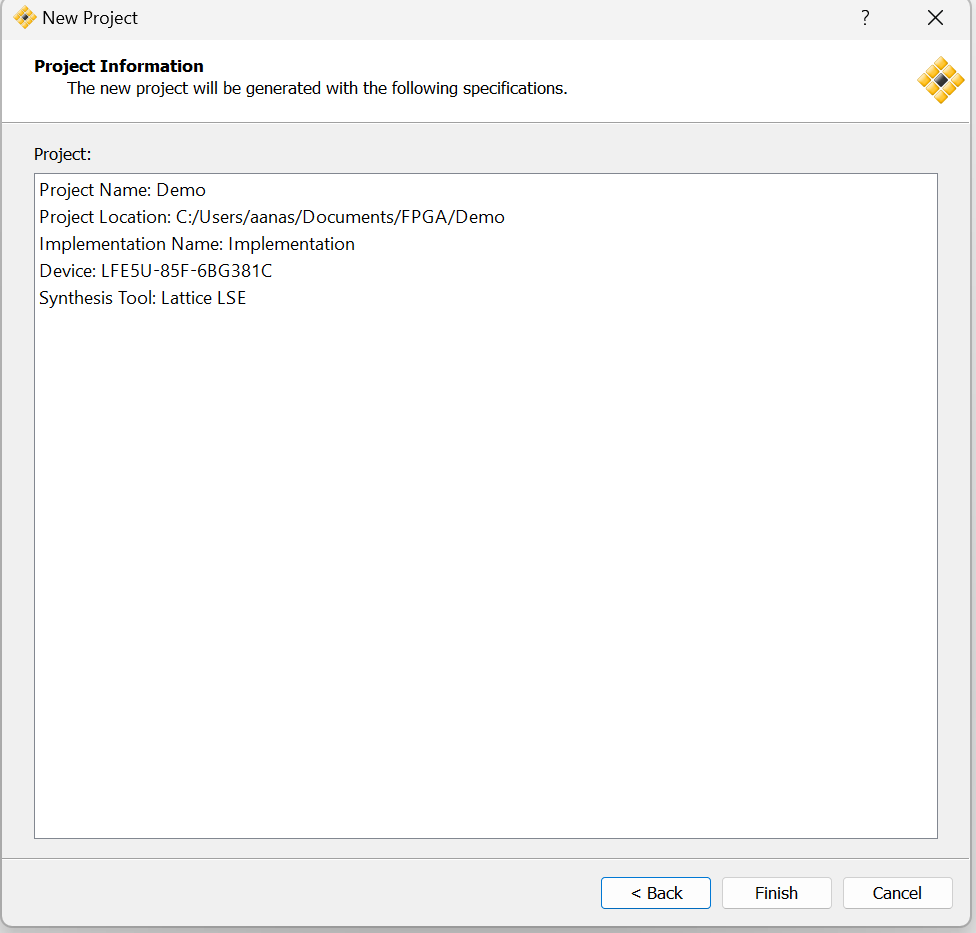 New Project
?
Project Information
The new project will be generated with the following specifications.
Project:
Project Name: Demo
Project Location: C:/Users/aanas/Documents/FPGA/Demo
Implementation Name: Implementation
Device: LFE5U-85F-6BG381C
Synthesis Tool: Lattice LSE
< Back
Finish
Cancel